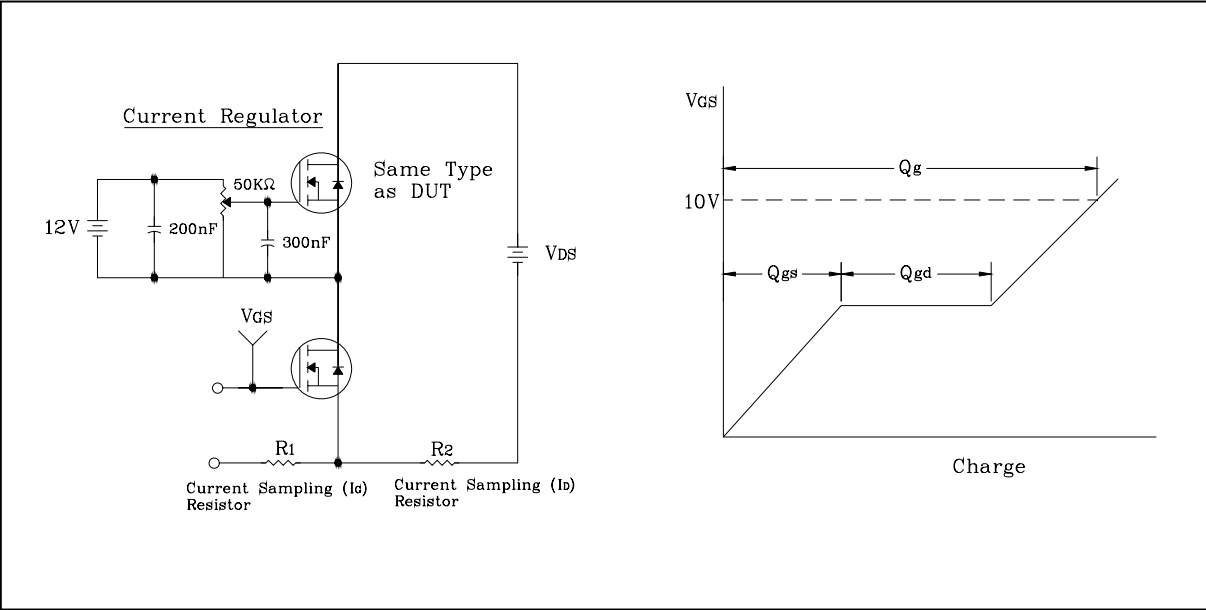 Current Regulator
Same Type
as DUT
50KΩ
12V
200nF
300nF
VDS
VGS
R1
R2
Current Sampling (IG)
Resistor
Current Sampling (ID)
Resistor
VGS
Qg
10V
Qgs
Qgd
Charge